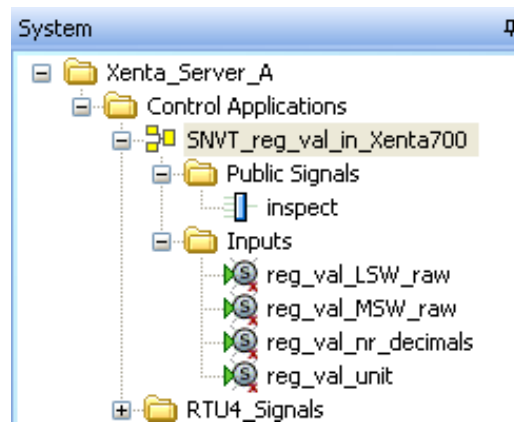 System
Xenta_Server_A
Control Applications
SNVT_reg_val_in_Xenta700
Public Signals
inspect
Inputs
reg_val_LSW_raw
reg_val_MSW_raw
reg_val_nr_decimals
reg_val_unit
RTU4_Signals